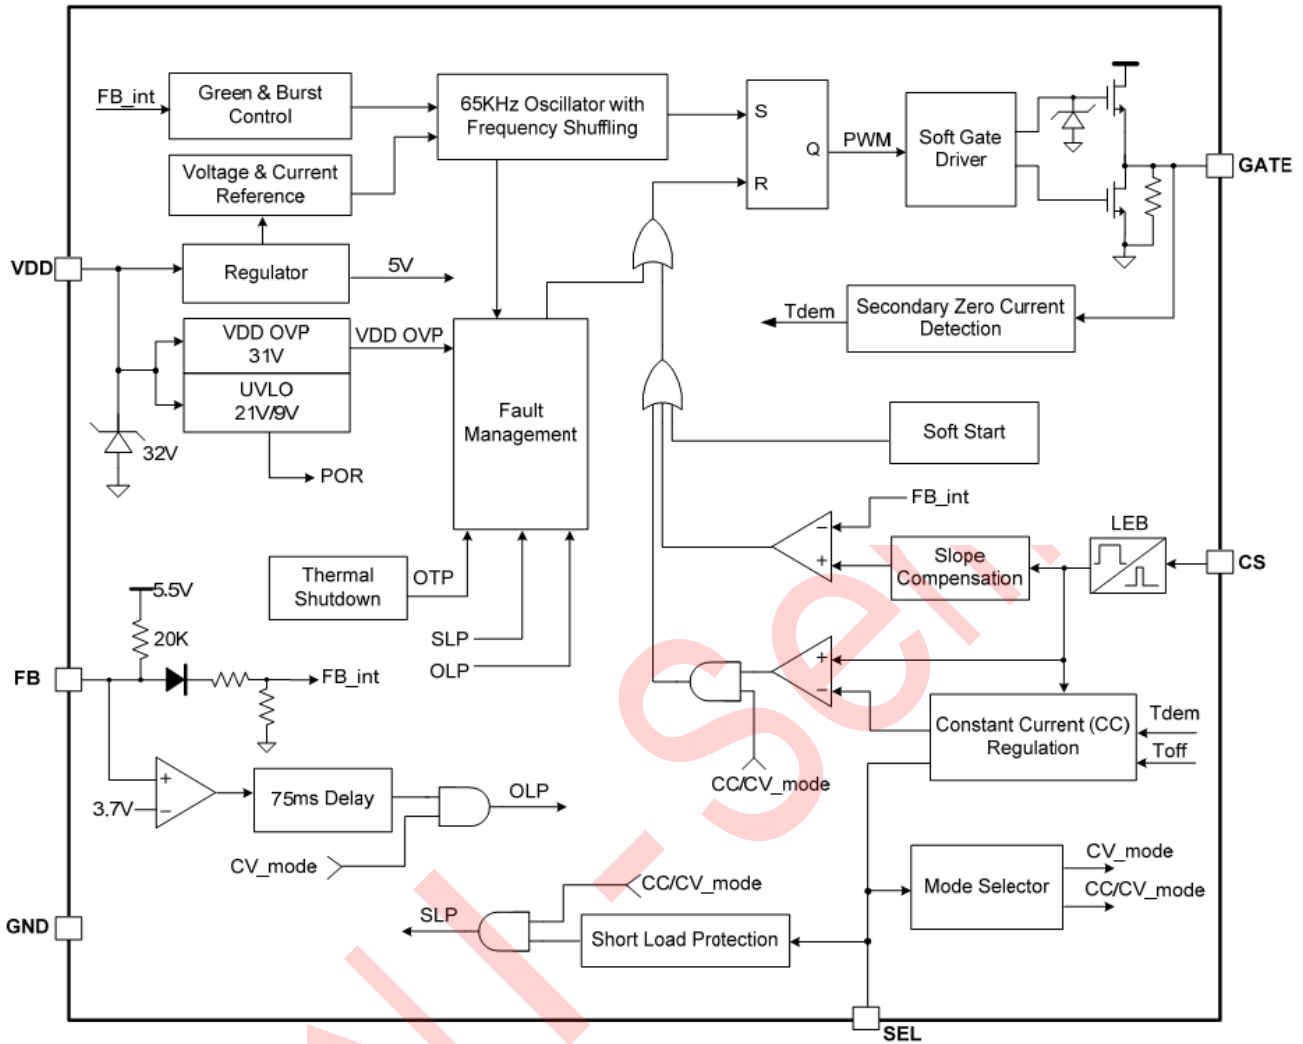 FB_int
Green & Burst
Control
65KHz Oscillator with
Frequency Shuffling
S
Q
R
PWM
Soft Gate
Driver
GATE
Voltage & Current
Reference
VDD
Regulator
5V
VDD OVP
31V
VDD OVP
UVLO
21V/9V
32V
POR
Fault
Management
Tdem
Secondary Zero Current
Detection
Soft Start
FB_int
LEB
CS
Slope
Compensation
Thermal
Shutdown
OTP
SLP
OLP
5.5V
20K
FB
FB_int
Constant Current (CC)
Regulation
Tdem
Toff
CC/CV_mode
3.7V
75ms Delay
OLP
CV_mode
Mode Selector
CV_mode
CC/CV_mode
CC/CV_mode
SLP
Short Load Protection
GND
SEL